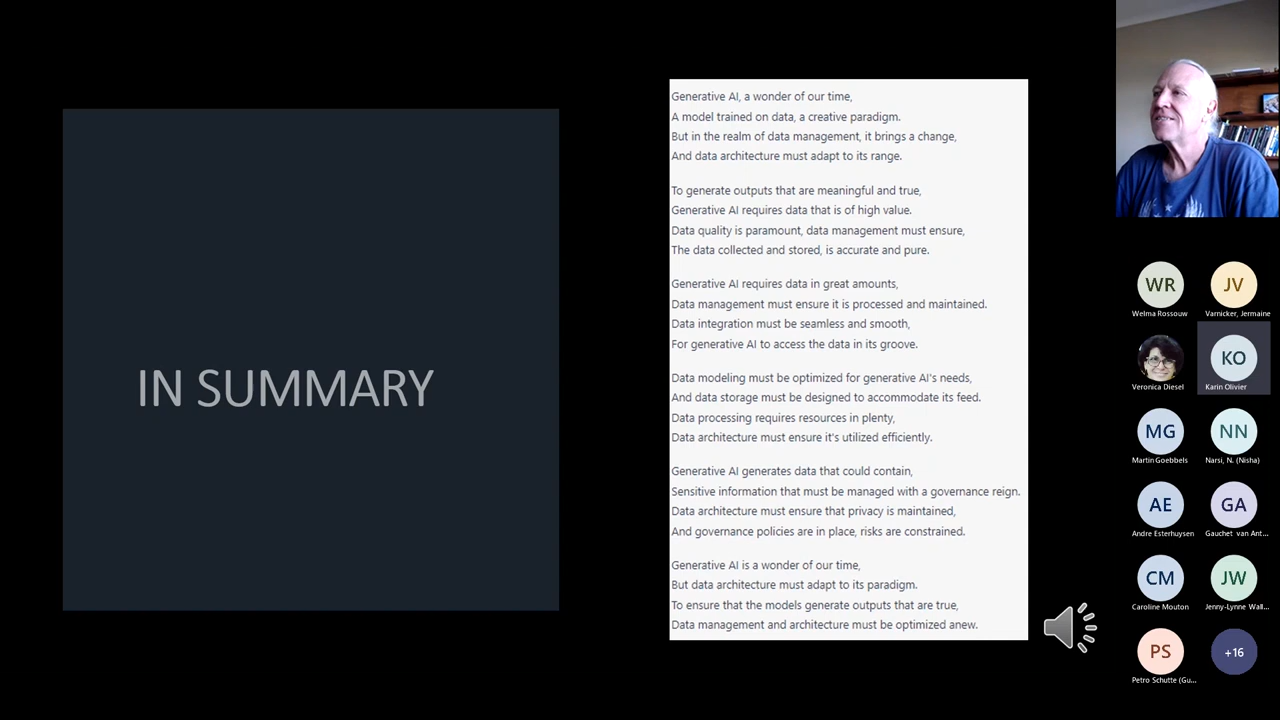 IN SUMMARY
Generative AI, a wonder of our time,
A model trained on data, a creative paradigm.
But in the realm of data management, it brings a change,
And data architecture must adapt to its range.
To generate outputs that are meaningful and true,
Generative AI requires data that is of high value.
Data quality is paramount, data management must ensure,
The data collected and stored, is accurate and pure.
Generative AI requires data in great amounts,
Data management must ensure it is processed and maintained.
Data integration must be seamless and smooth,
For generative AI to access the data in its groove.
Data modeling must be optimized for generative AI's needs,
And data storage must be designed to accommodate its feed.
Data processing requires resources in plenty,
Data architecture must ensure it's utilized efficiently.
Generative AI generates data that could contain,
Sensitive information that must be managed with a governance reign.
Data architecture must ensure that privacy is maintained,
And governance policies are in place, risks are constrained.
Generative AI is a wonder of our time,
But data architecture must adapt to its paradigm.
To ensure that the models generate outputs that are true,
Data management and architecture must be optimized anew.
WR JV
Welma Rossouw Varnicker, Jermaine
KO
Veronica Diesel Karin Olivier
MG NN
Martin Goebbels Narsi, N. (Nisha)
AE GA
Andre Esterhuysen Gauchet van Ant...
CM JW
Caroline Mouton Jenny-Lynne Wall...
PS +16
Petro Schutte (Gu...